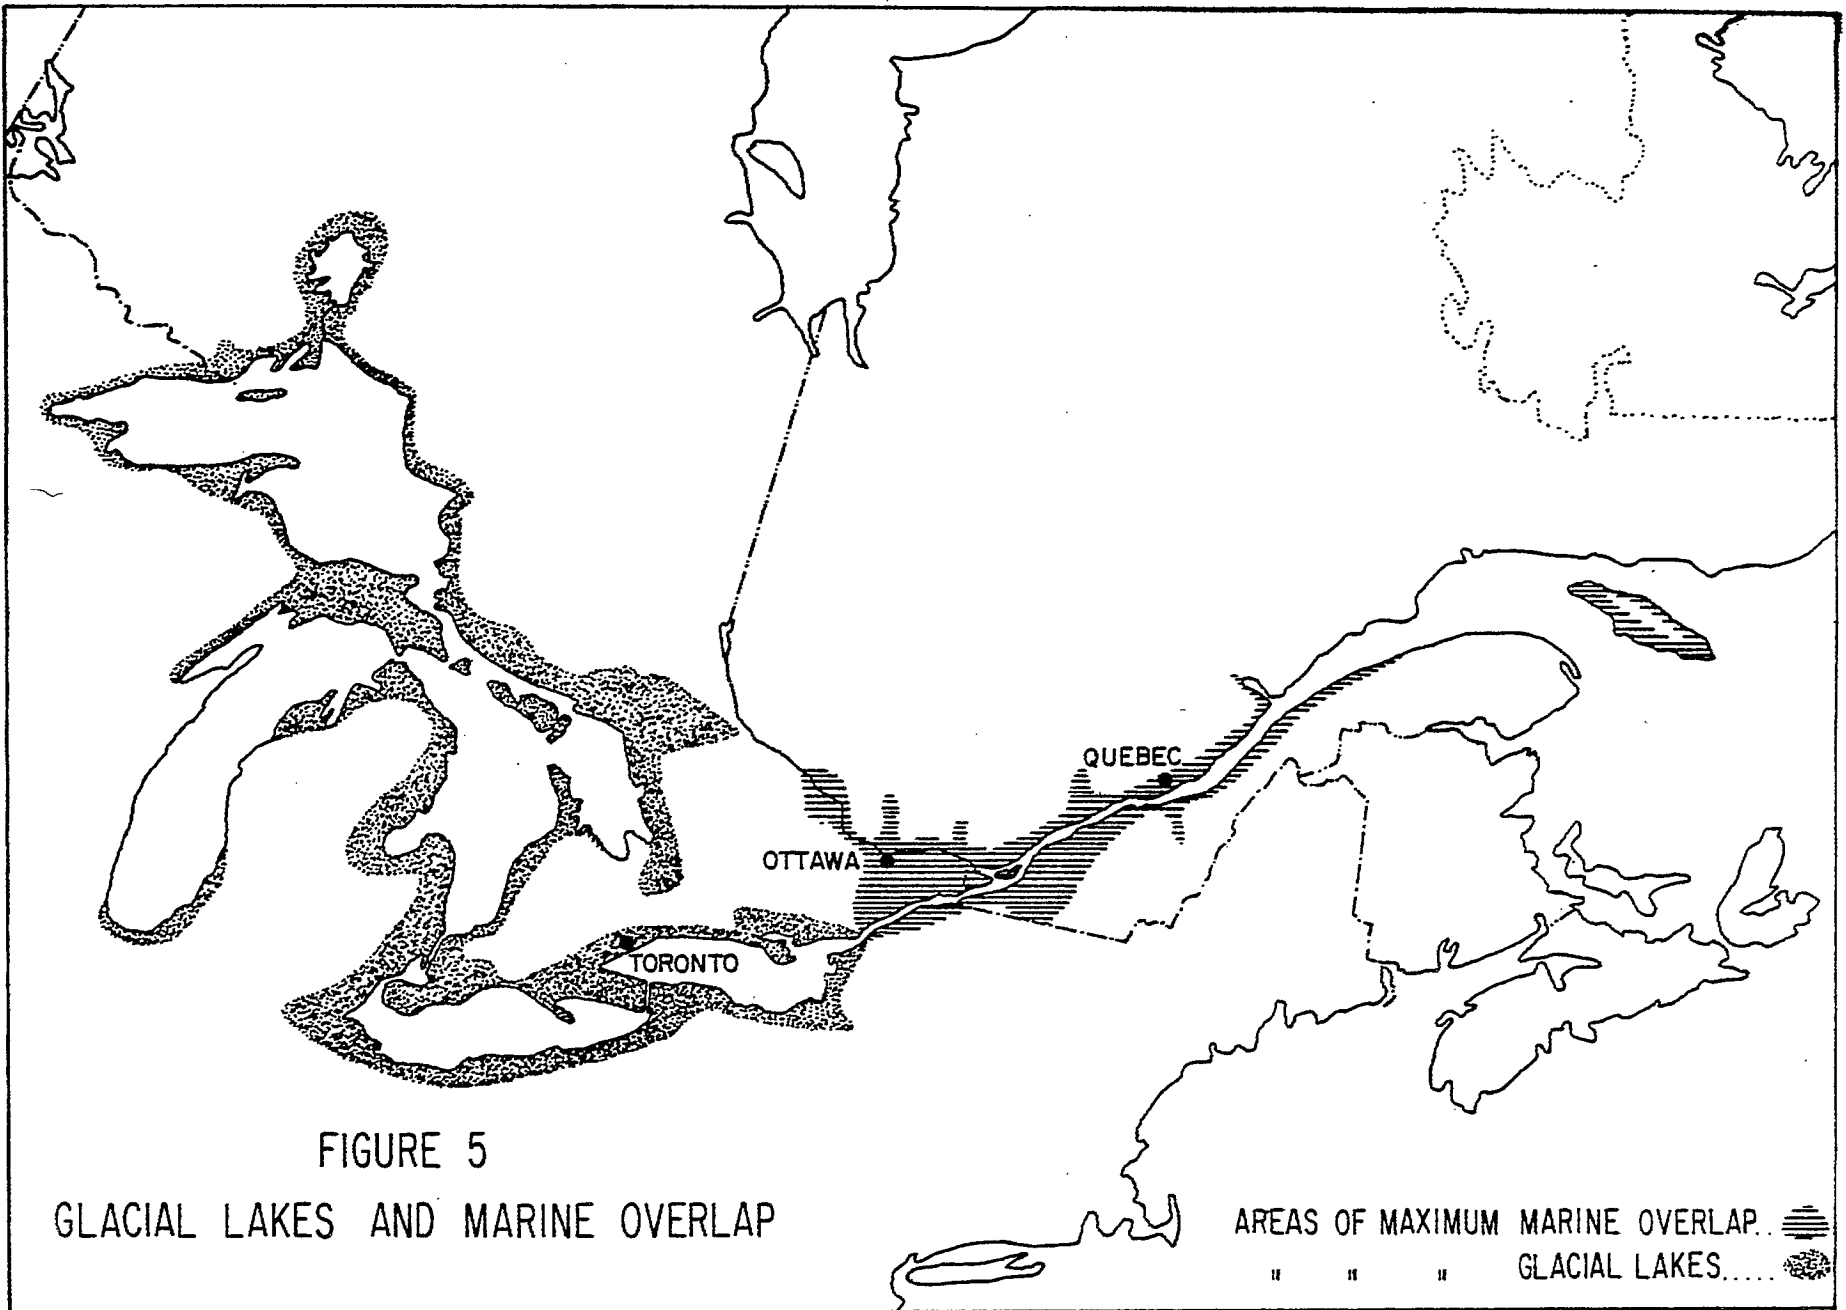 QUEBEC
OTTAWA
TORONTO
FIGURE 5
GLACIAL LAKES AND MARINE OVERLAP
AREAS OF MAXIMUM MARINE OVERLAP..
" " " GLACIAL LAKES.....